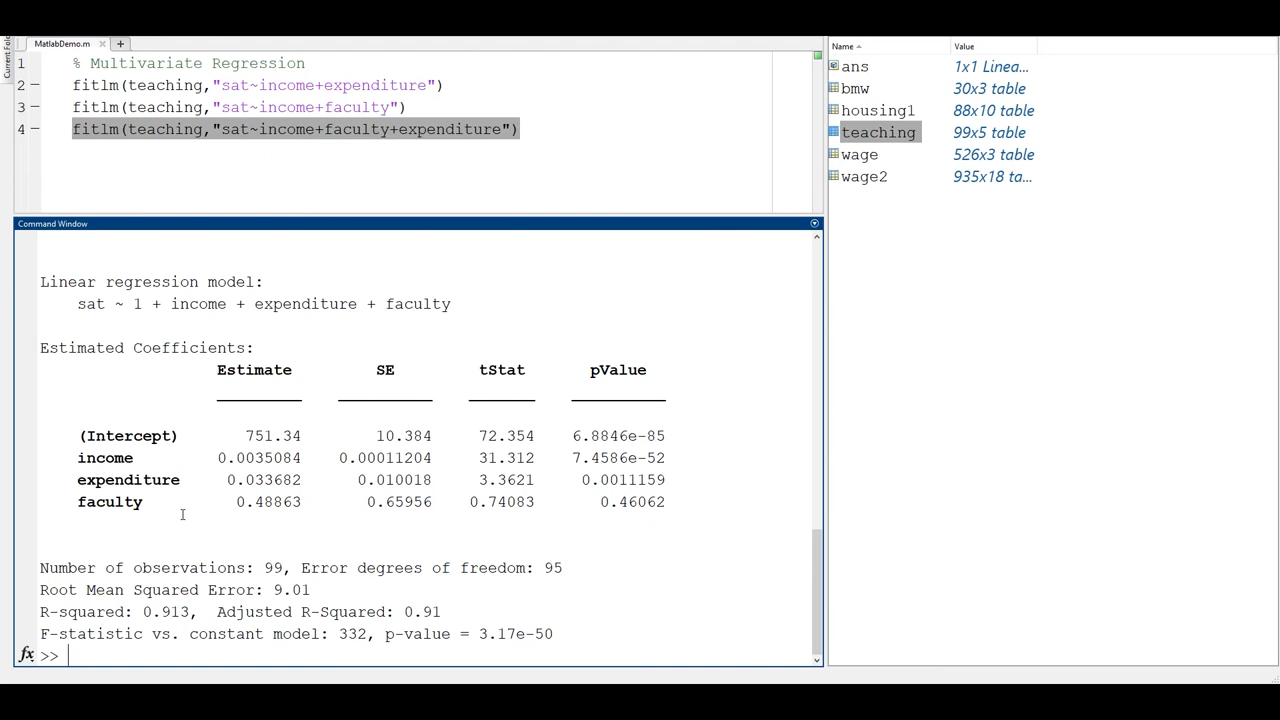 Current Fol
MatlabDemo.m × +
1 % Multivariate Regression
2 — fitlm(teaching,"sat~income+expenditure")
3 — fitlm(teaching,"sat~income+faculty")
4 — fitlm(teaching,"sat~income+faculty+expenditure")
Command Window
Linear regression model:
sat ~ 1 + income + expenditure + faculty
Estimated Coefficients:
Estimate SE tStat pValue
(Intercept) 751.34 10.384 72.354 6.8846e-85
income 0.0035084 0.00011204 31.312 7.4586e-52
expenditure 0.033682 0.010018 3.3621 0.0011159
faculty 0.48863 0.65956 0.74083 0.46062
Number of observations: 99, Error degrees of freedom: 95
Root Mean Squared Error: 9.01
R-squared: 0.913, Adjusted R-Squared: 0.91
F-statistic vs. constant model: 332, p-value = 3.17e-50
fx >>
Name Value
ans 1x1 Linea...
bmw 30x3 table
housing1 88x10 table
teaching 99x5 table
wage 526x3 table
wage2 935x18 ta...